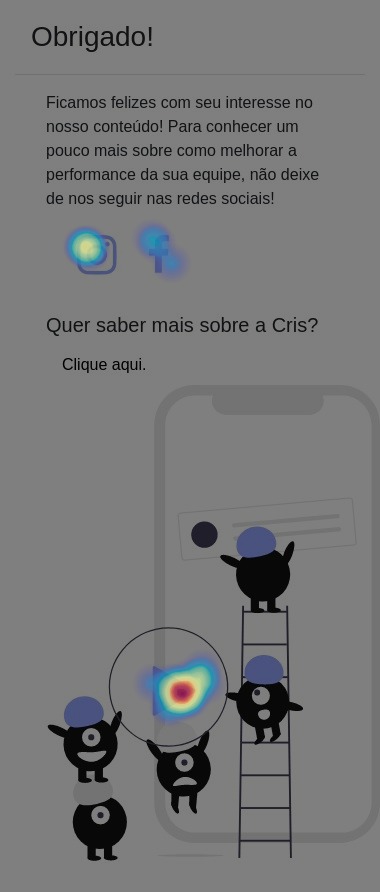 Obrigado!
Ficamos felizes com seu interesse no
nosso conteúdo! Para conhecer um
pouco mais sobre como melhorar a
performance da sua equipe, não deixe
de nos seguir nas redes sociais!
Quer saber mais sobre a Cris?
Clique aqui.